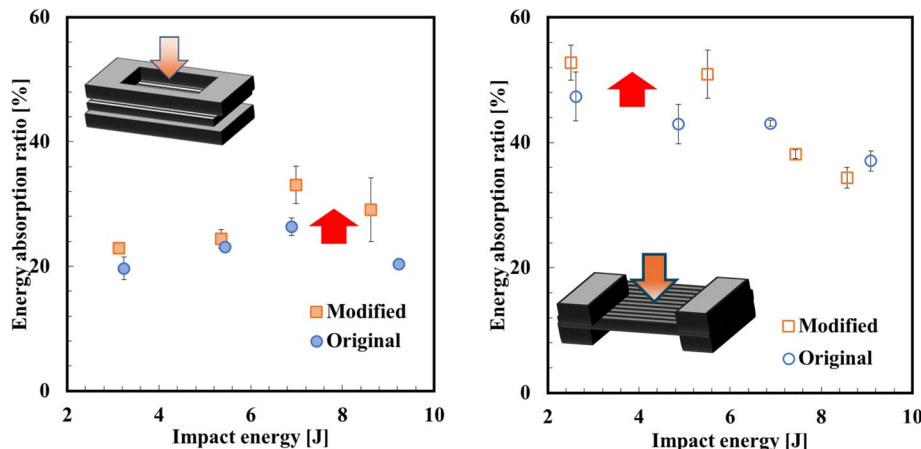 Energy absorption ratio [%]
60
40
20
0
Modified
Original
2 4 6 8 10
Impact energy [J]
Energy absorption ratio [%]
60
40
20
0
Modified
Original
2 4 6 8 10
Impact energy [J]